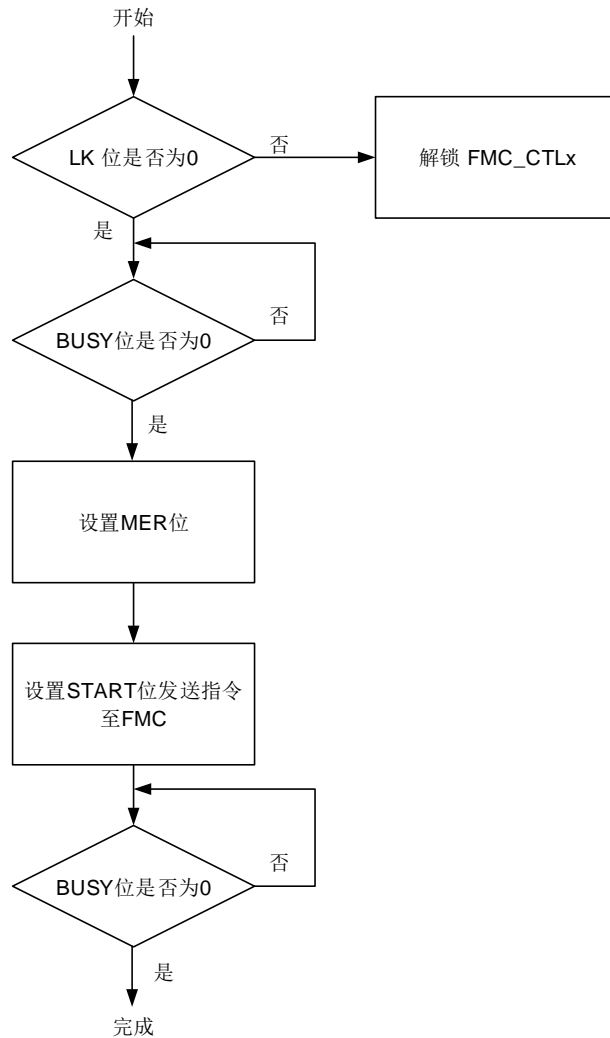 开始
LK 位是否为0
否
解锁 FMC_CTLx
是
BUSY位是否为0
否
是
设置MER位
设置START位发送指令
至FMC
BUSY位是否为0
否
是
完成